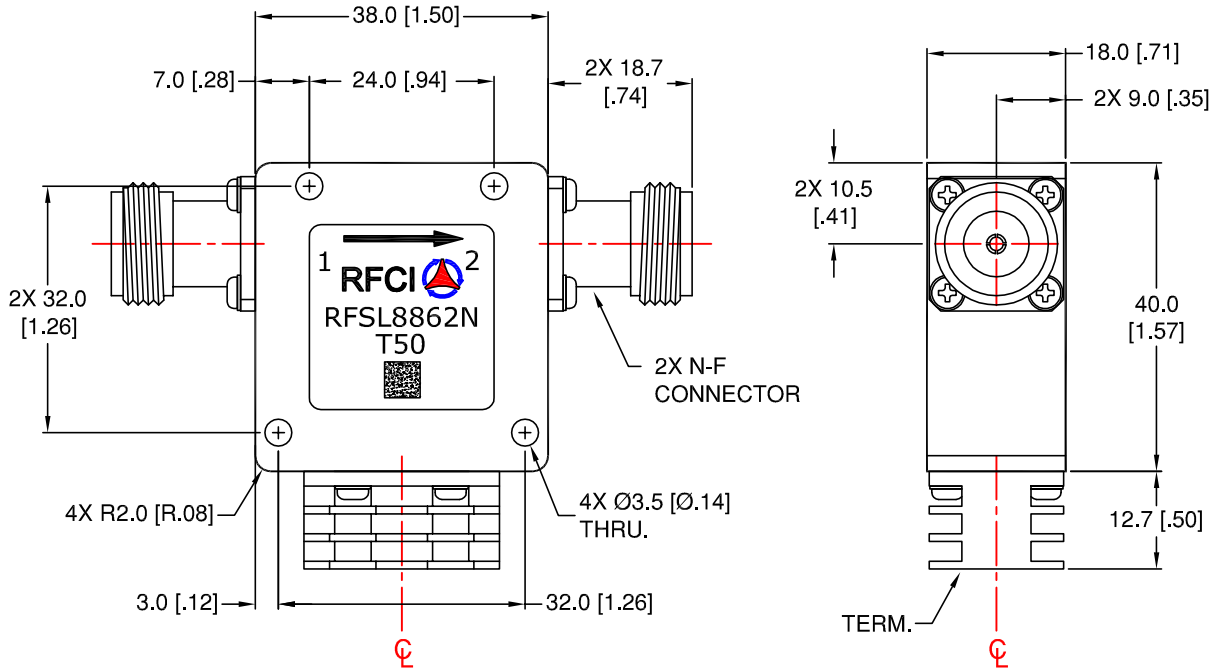 38.0 [1.50]
7.0 [.28]
24.0 [.94]
2X 18.7
[.74]
2X 32.0
[1.26]
1
2
RFCI
RFSL8862N
T50
2X N-F
CONNECTOR
4X R2.0 [R.08]
4X Ø3.5 [Ø.14]
THRU.
3.0 [.12]
32.0 [1.26]
℄
18.0 [.71]
2X 9.0 [.35]
2X 10.5
[.41]
40.0
[1.57]
12.7 [.50]
TERM.
℄